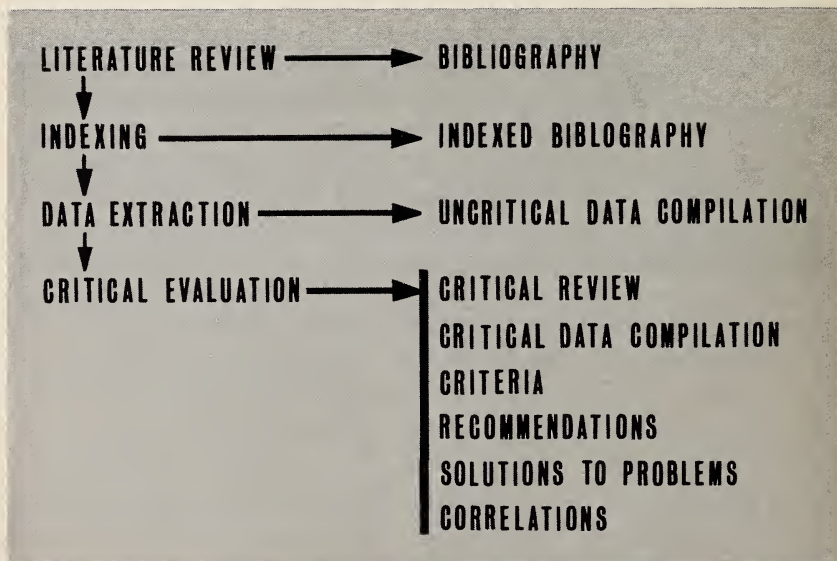 LITERATURE REVIEW BIBLIOGRAPHY
INDEXING INDEXED BIBLOGRAPHY
DATA EXTRACTION UNCRITICAL DATA COMPILATION
CRITICAL EVALUATION CRITICAL REVIEW
CRITICAL DATA COMPILATION
CRITERIA
RECOMMENDATIONS
SOLUTIONS TO PROBLEMS
CORRELATIONS